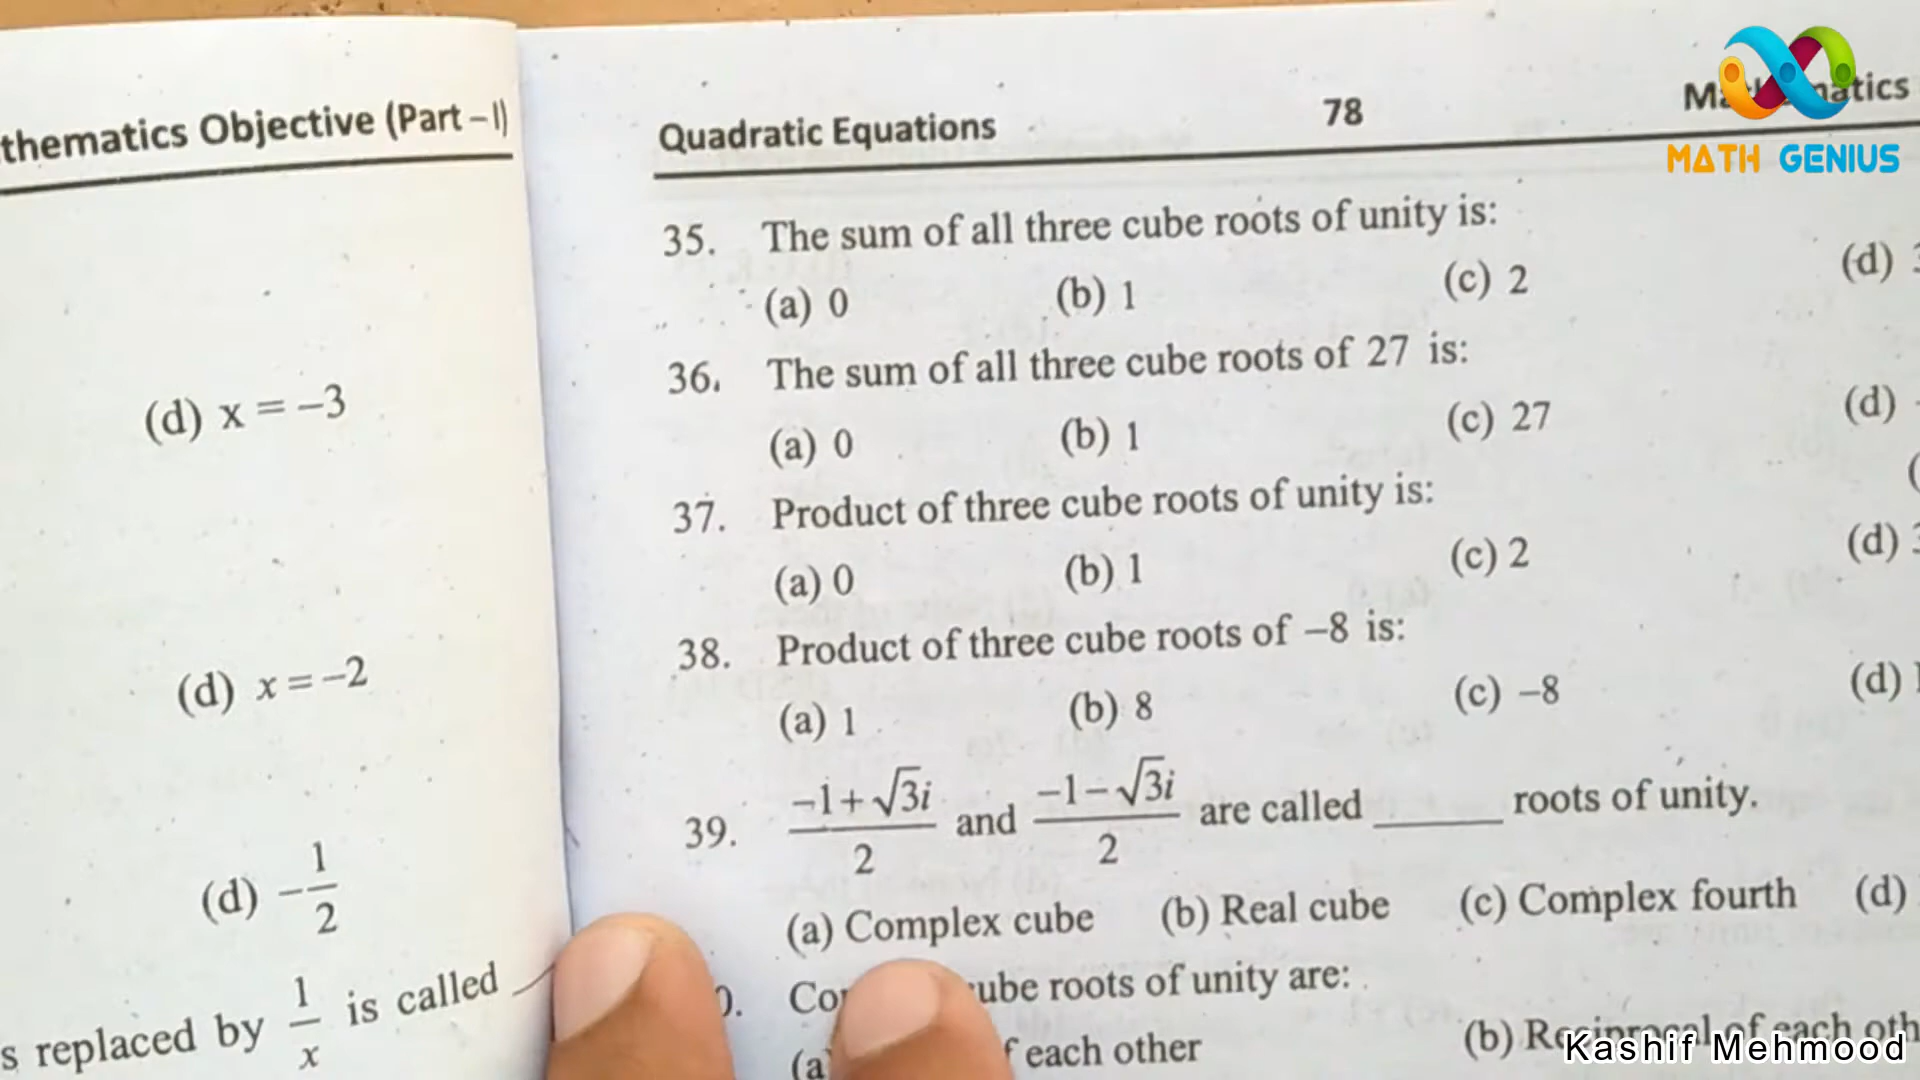 thematics Objective (Part – I)
(d) x = –3
(d) x = –2
(d) –1/2
s replaced by 1/x is called
Quadratic Equations 78
35. The sum of all three cube roots of unity is:
(a) 0 (b) 1 (c) 2 (d)
36. The sum of all three cube roots of 27 is:
(a) 0 (b) 1 (c) 27 (d)
37. Product of three cube roots of unity is:
(a) 0 (b) 1 (c) 2 (d)
38. Product of three cube roots of –8 is:
(a) 1 (b) 8 (c) –8 (d)
39. (–1+√3i)/2 and (–1–√3i)/2 are called ______ roots of unity.
(a) Complex cube (b) Real cube (c) Complex fourth (d)
roots of unity are:
(a) each other (b) of each
MATH GENIUS
Kashif Mehmood